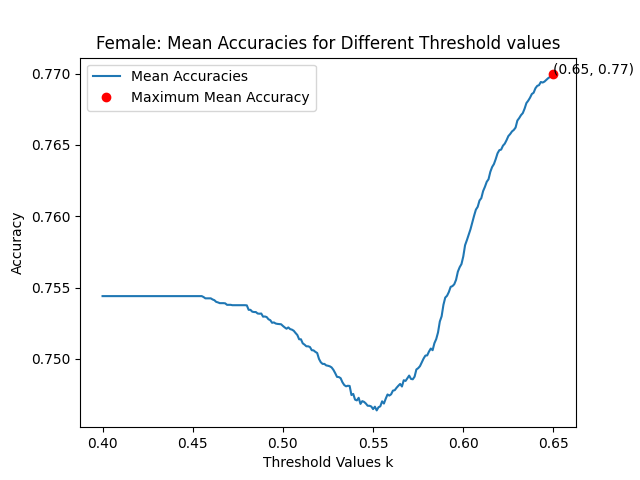 Female: Mean Accuracies for Different Threshold values
(0.65, 0.77)
Mean Accuracies
Maximum Mean Accuracy
0.770
0.765
0.760
0.755
0.750
Accuracy
0.40 0.45 0.50 0.55 0.60 0.65
Threshold Values k